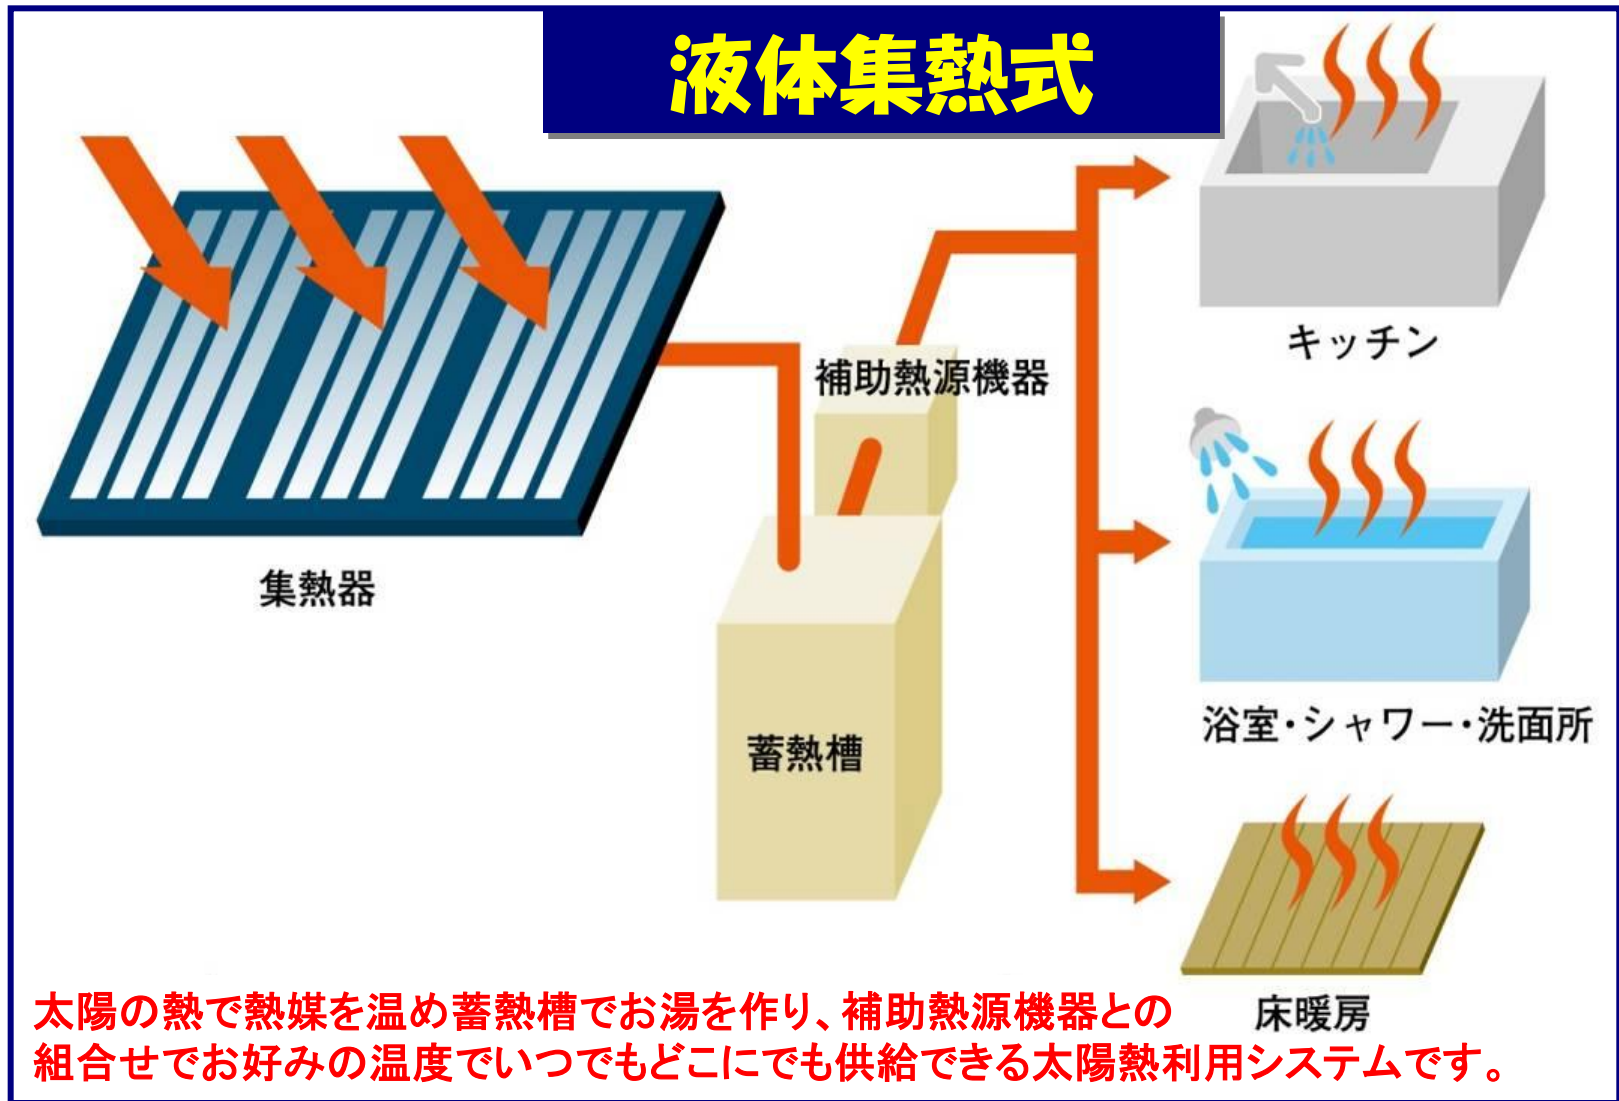 液体集熱式
キッチン
補助熱源機器
集熱器
浴室・シャワー・洗面所
蓄熱槽
床暖房
太陽の熱で熱媒を温め蓄熱槽でお湯を作り、補助熱源機器との
組合せでお好みの温度でいつでもどこにでも供給できる太陽熱利用システムです。